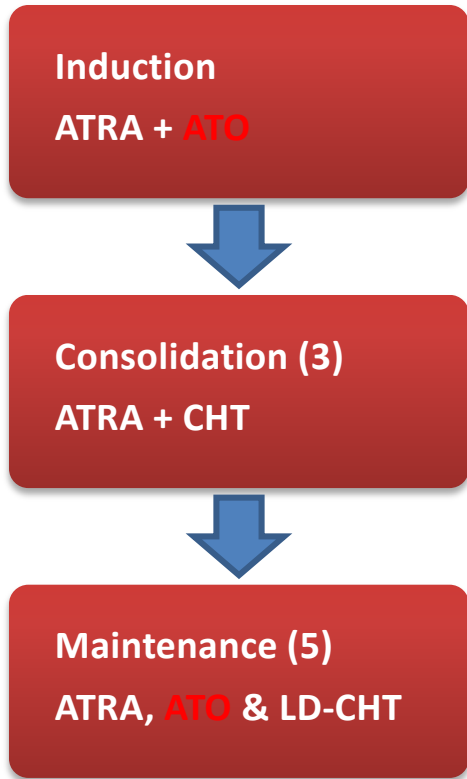 Induction
ATRA + ATO
Consolidation (3)
ATRA + CHT
Maintenance (5)
ATRA, ATO & LD-CHT